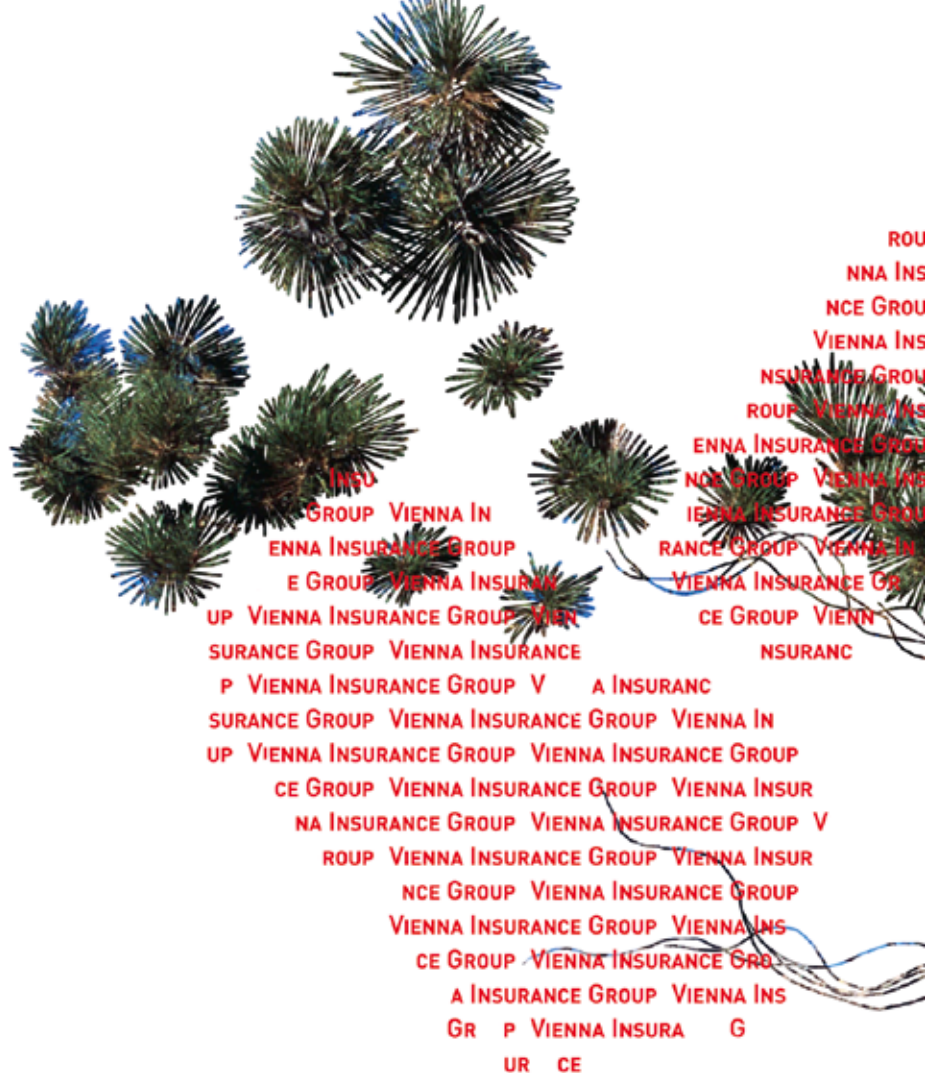 ROU
NNA INS
NCE GROU
VIENNA INS
NSURANCE GROU
ROUP VIENNA INS
ENNA INSURANCE GROU
INSU NCE GROUP VIENNA INS
GROUP VIENNA IN IENNA INSURANCE GROU
ENNA INSURANCE GROUP RANCE GROUP VIENNA IN
E GROUP VIENNA INSURAN VIENNA INSURANCE GR
UP VIENNA INSURANCE GROUP VIEN CE GROUP VIENN
SURANCE GROUP VIENNA INSURANCE NSURANC
P VIENNA INSURANCE GROUP V A INSURANC
SURANCE GROUP VIENNA INSURANCE GROUP VIENNA IN
UP VIENNA INSURANCE GROUP VIENNA INSURANCE GROUP
CE GROUP VIENNA INSURANCE GROUP VIENNA INSUR
NA INSURANCE GROUP VIENNA INSURANCE GROUP V
ROUP VIENNA INSURANCE GROUP VIENNA INSUR
NCE GROUP VIENNA INSURANCE GROUP
VIENNA INSURANCE GROUP VIENNA INS
CE GROUP VIENNA INSURANCE GRO
A INSURANCE GROUP VIENNA INS
GR P VIENNA INSURA G
UR CE